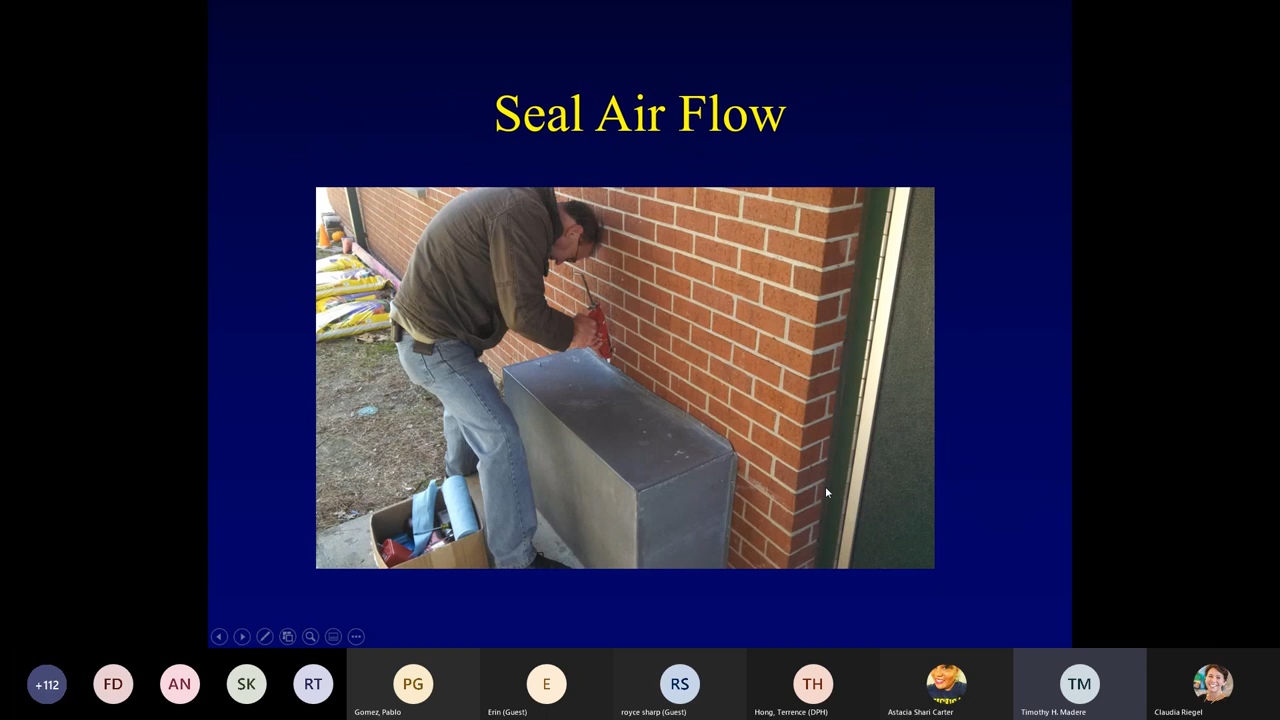 Seal Air Flow
+112
FD
AN
SK
RT
PG
E
RS
TH
TM
Gomez, Pablo
Erin (Guest)
royce sharp (Guest)
Hong, Terrence (DPH)
Astacia Shari Carter
Timothy H. Madere
Claudia Riegel